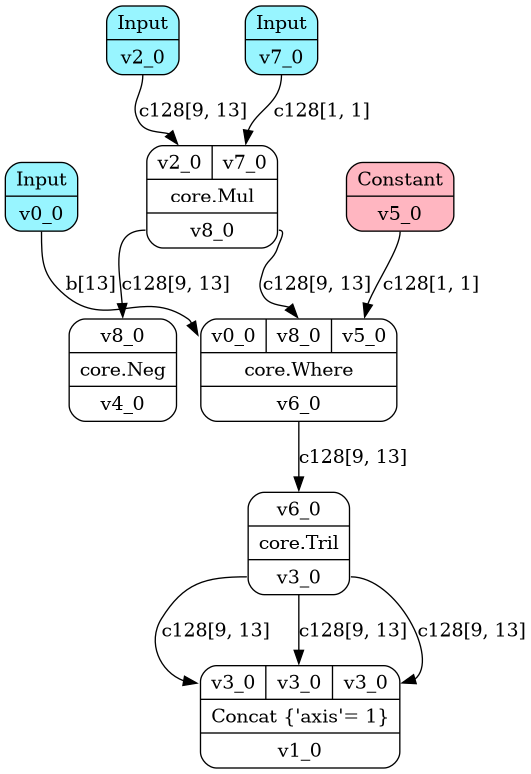 Input
v2_0
Input
v7_0
c128[9, 13]
c128[1, 1]
Input
v0_0
v2_0 v7_0
core.Mul
v8_0
Constant
v5_0
b[13]
c128[9, 13]
c128[9, 13]
c128[1, 1]
v8_0
core.Neg
v4_0
v0_0 v8_0 v5_0
core.Where
v6_0
c128[9, 13]
v6_0
core.Tril
v3_0
c128[9, 13]
c128[9, 13]
c128[9, 13]
v3_0 v3_0 v3_0
Concat {'axis'= 1}
v1_0